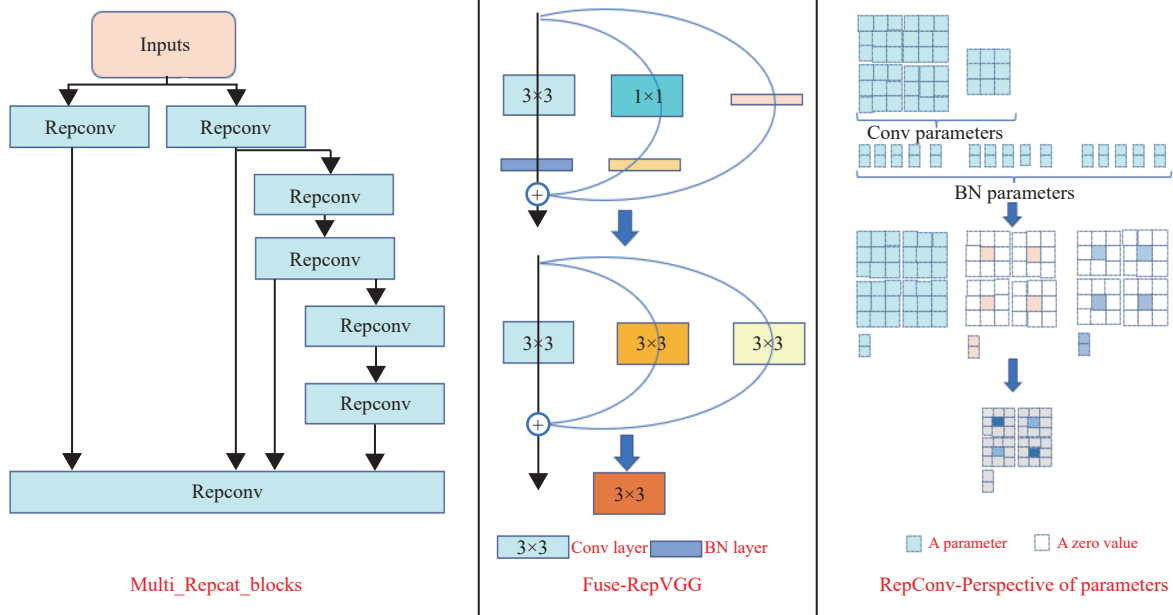 Inputs
Repconv
Repconv
Repconv
Repconv
Repconv
Repconv
Repconv
Multi_Repcat_blocks
3×3
1×1
+
3×3
3×3
3×3
+
3×3
3×3
Conv layer
BN layer
Fuse-RepVGG
Conv parameters
BN parameters
A parameter
A zero value
RepConv-Perspective of parameters